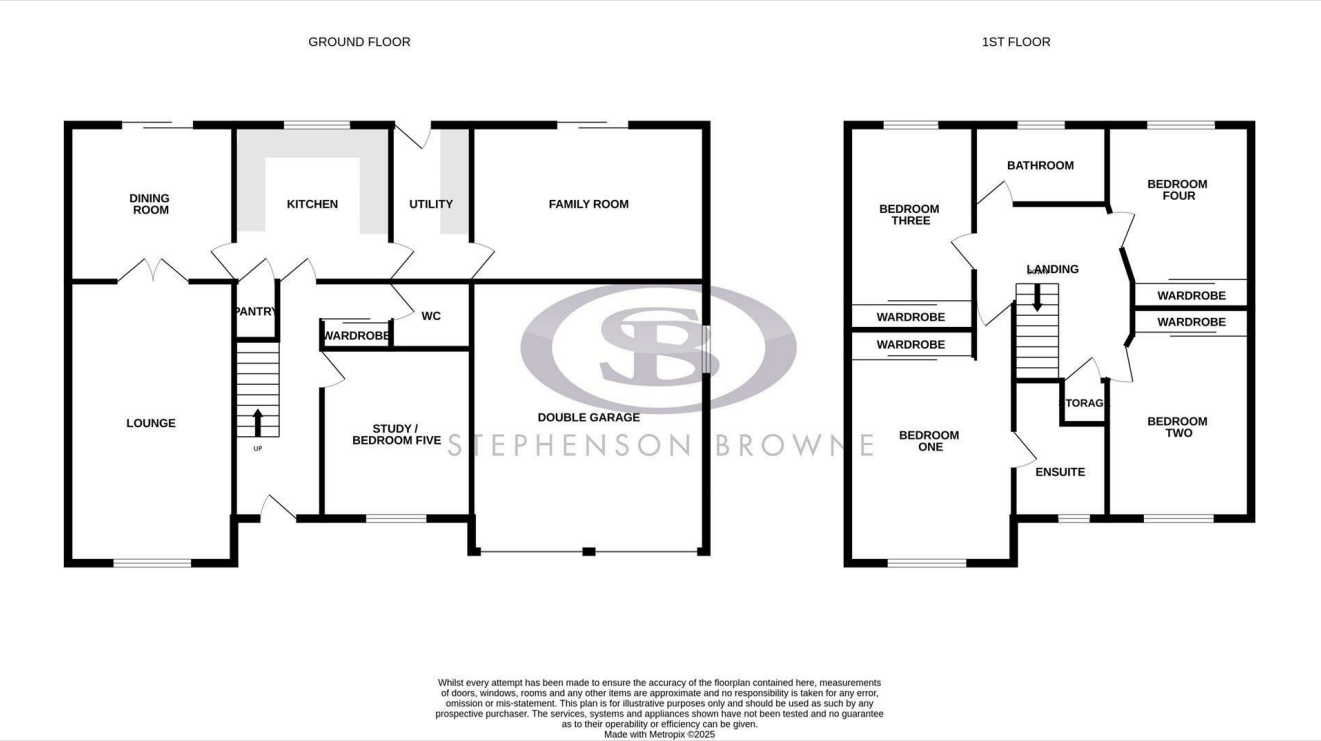 GROUND FLOOR
1ST FLOOR
DINING
ROOM
KITCHEN
UTILITY
FAMILY ROOM
PANTRY
WARDROBE
WC
LOUNGE
UP
STUDY /
BEDROOM FIVE
DOUBLE GARAGE
SB
STEPHENSON BROWNE
BATHROOM
BEDROOM
THREE
BEDROOM
FOUR
LANDING
DOWN
WARDROBE
WARDROBE
WARDROBE
WARDROBE
STORAGE
BEDROOM
ONE
BEDROOM
TWO
ENSUITE
Whilst every attempt has been made to ensure the accuracy of the floorplan contained here, measurements
of doors, windows, rooms and any other items are approximate and no responsibility is taken for any error,
omission or mis-statement. This plan is for illustrative purposes only and should be used as such by any
prospective purchaser. The services, systems and appliances shown have not been tested and no guarantee
as to their operability or efficiency can be given.
Made with Metropix ©2025